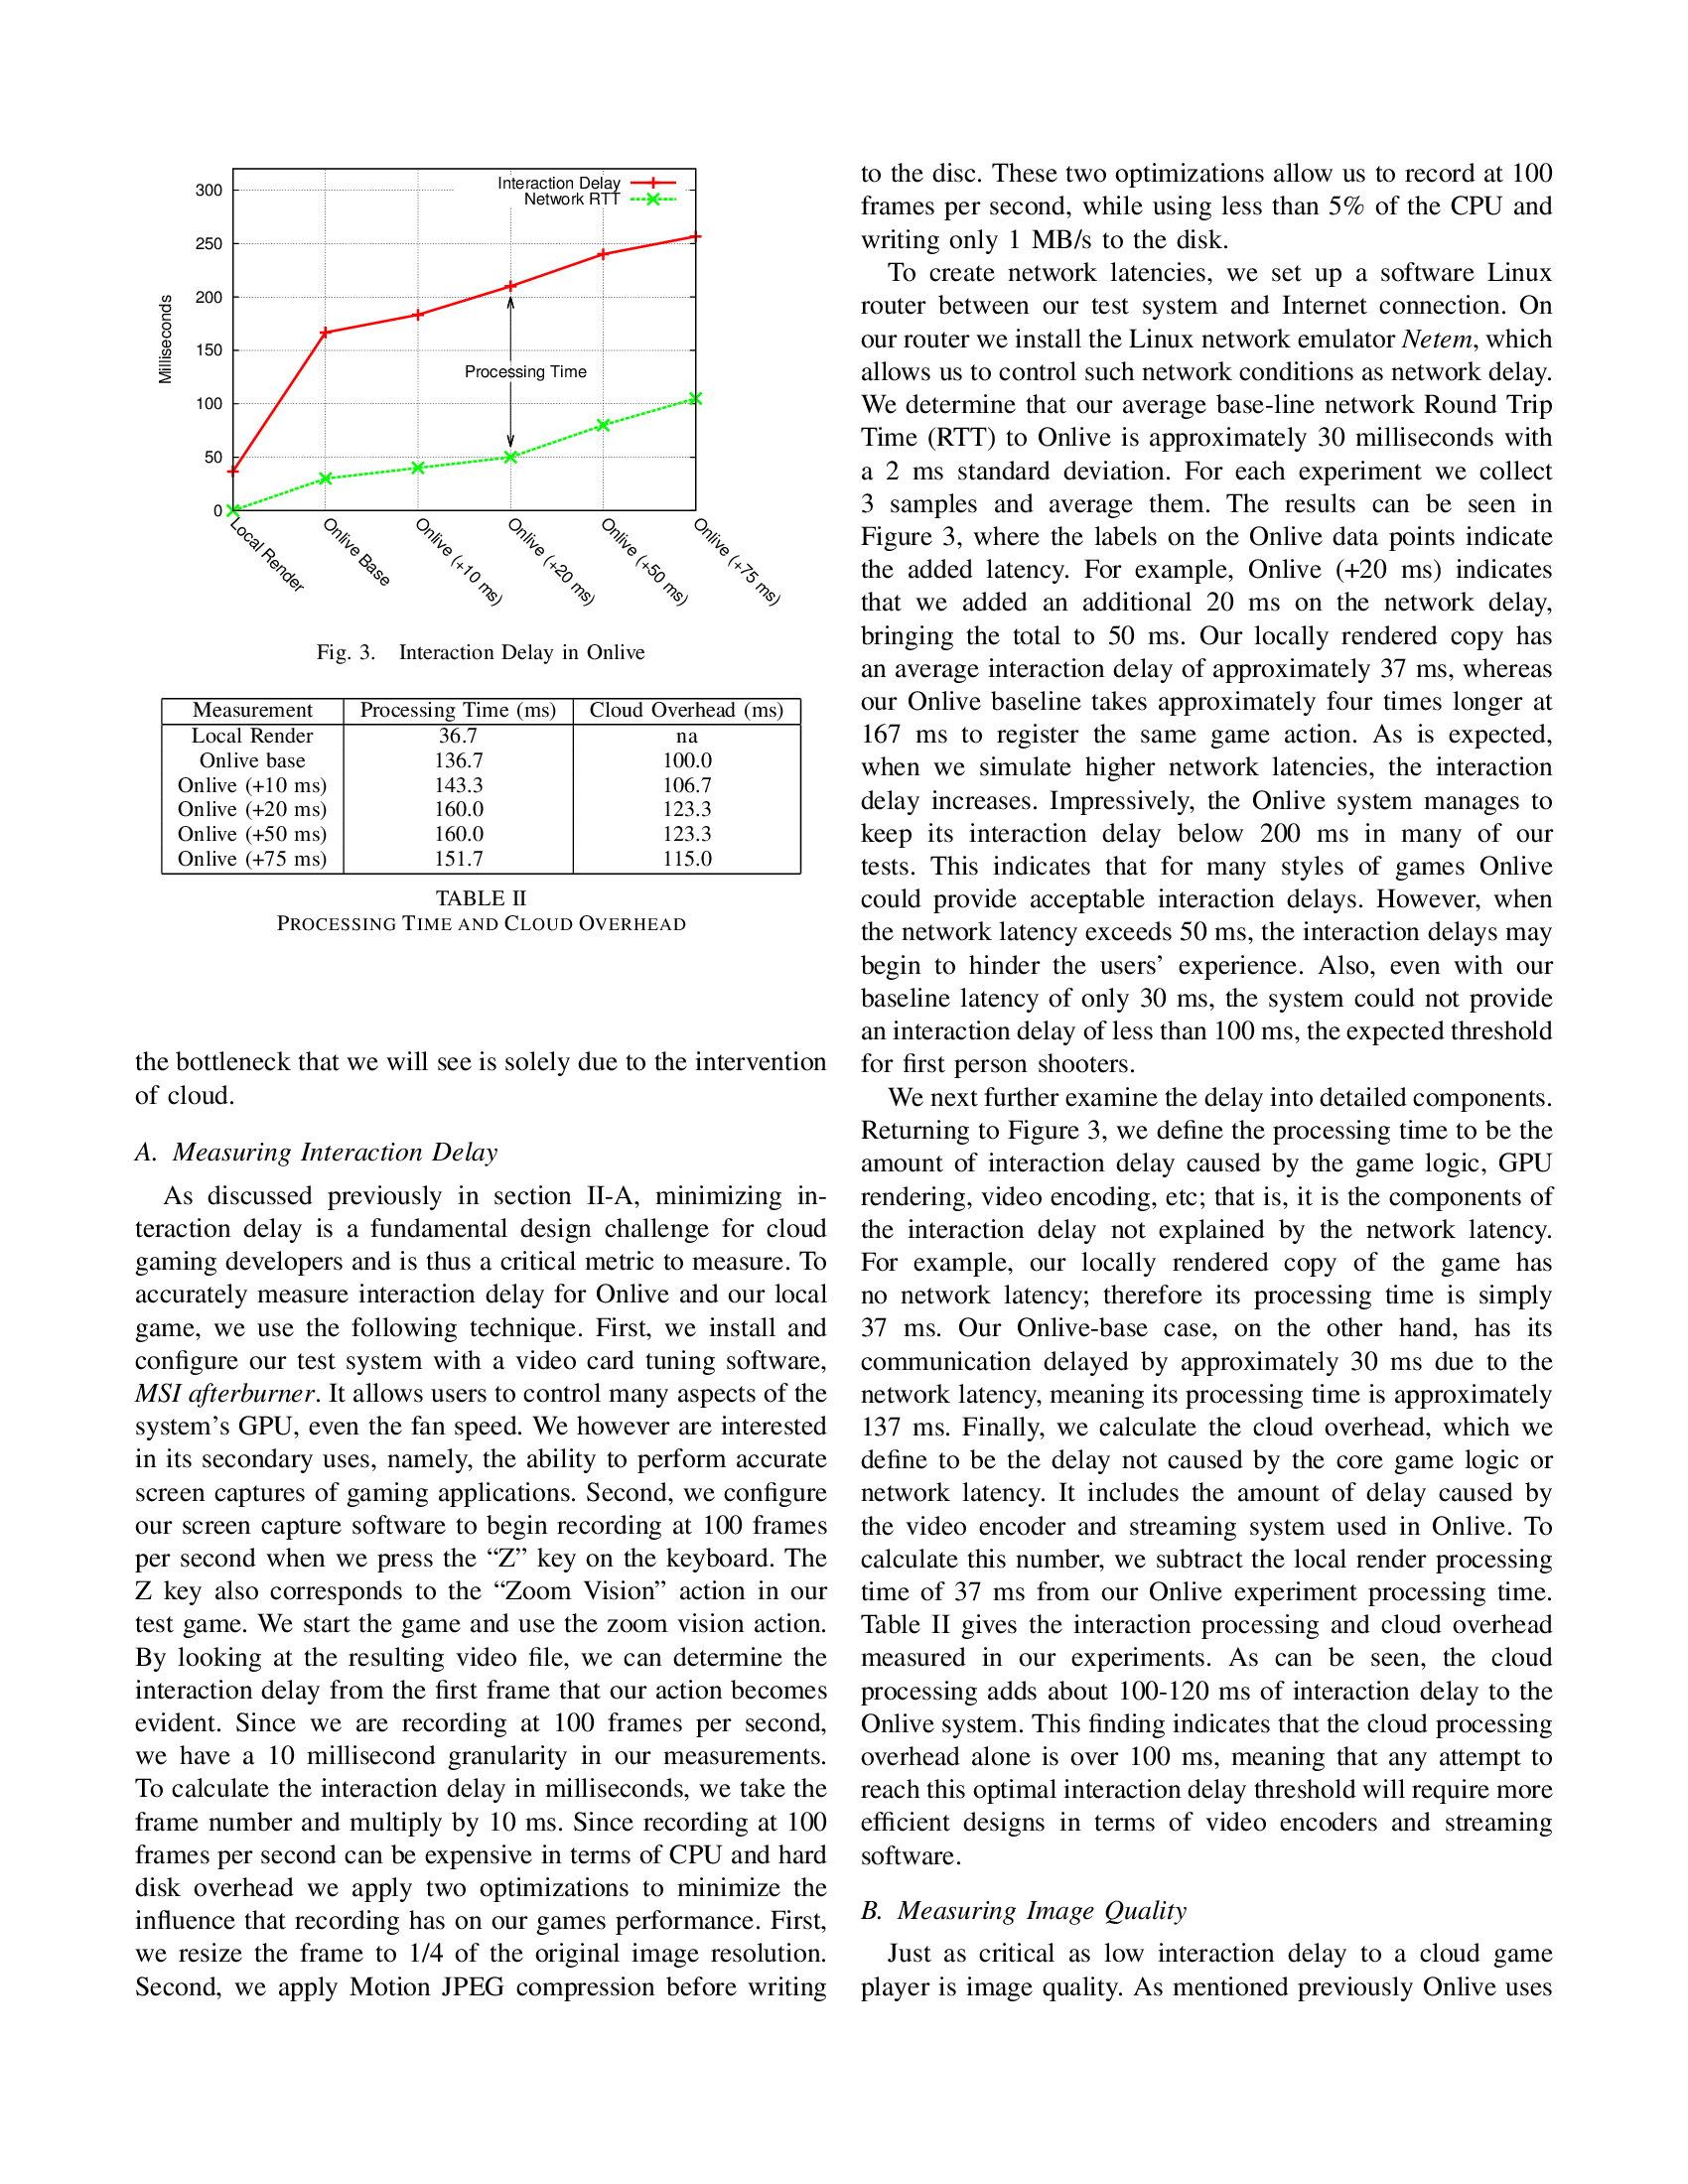 300
250
200
150
100
50
0
Milliseconds
Interaction Delay
Network RTT
Processing Time
Local Render
Onlive Base
Onlive (+10 ms)
Onlive (+20 ms)
Onlive (+50 ms)
Onlive (+75 ms)
Fig. 3. Interaction Delay in Onlive
Measurement Processing Time (ms) Cloud Overhead (ms)
Local Render 36.7 na
Onlive base 136.7 100.0
Onlive (+10 ms) 143.3 106.7
Onlive (+20 ms) 160.0 123.3
Onlive (+50 ms) 160.0 123.3
Onlive (+75 ms) 151.7 115.0
TABLE II
PROCESSING TIME AND CLOUD OVERHEAD
the bottleneck that we will see is solely due to the intervention
of cloud.
A. Measuring Interaction Delay
As discussed previously in section II-A, minimizing in-
teraction delay is a fundamental design challenge for cloud
gaming developers and is thus a critical metric to measure. To
accurately measure interaction delay for Onlive and our local
game, we use the following technique. First, we install and
configure our test system with a video card tuning software,
MSI afterburner. It allows users to control many aspects of the
system's GPU, even the fan speed. We however are interested
in its secondary uses, namely, the ability to perform accurate
screen captures of gaming applications. Second, we configure
our screen capture software to begin recording at 100 frames
per second when we press the “Z” key on the keyboard. The
Z key also corresponds to the “Zoom Vision” action in our
test game. We start the game and use the zoom vision action.
By looking at the resulting video file, we can determine the
interaction delay from the first frame that our action becomes
evident. Since we are recording at 100 frames per second,
we have a 10 millisecond granularity in our measurements.
To calculate the interaction delay in milliseconds, we take the
frame number and multiply by 10 ms. Since recording at 100
frames per second can be expensive in terms of CPU and hard
disk overhead we apply two optimizations to minimize the
influence that recording has on our games performance. First,
we resize the frame to 1/4 of the original image resolution.
Second, we apply Motion JPEG compression before writing
to the disc. These two optimizations allow us to record at 100
frames per second, while using less than 5% of the CPU and
writing only 1 MB/s to the disk.
To create network latencies, we set up a software Linux
router between our test system and Internet connection. On
our router we install the Linux network emulator Netem, which
allows us to control such network conditions as network delay.
We determine that our average base-line network Round Trip
Time (RTT) to Onlive is approximately 30 milliseconds with
a 2 ms standard deviation. For each experiment we collect
3 samples and average them. The results can be seen in
Figure 3, where the labels on the Onlive data points indicate
the added latency. For example, Onlive (+20 ms) indicates
that we added an additional 20 ms on the network delay,
bringing the total to 50 ms. Our locally rendered copy has
an average interaction delay of approximately 37 ms, whereas
our Onlive baseline takes approximately four times longer at
167 ms to register the same game action. As is expected,
when we simulate higher network latencies, the interaction
delay increases. Impressively, the Onlive system manages to
keep its interaction delay below 200 ms in many of our
tests. This indicates that for many styles of games Onlive
could provide acceptable interaction delays. However, when
the network latency exceeds 50 ms, the interaction delays may
begin to hinder the users' experience. Also, even with our
baseline latency of only 30 ms, the system could not provide
an interaction delay of less than 100 ms, the expected threshold
for first person shooters.
We next further examine the delay into detailed components.
Returning to Figure 3, we define the processing time to be the
amount of interaction delay caused by the game logic, GPU
rendering, video encoding, etc; that is, it is the components of
the interaction delay not explained by the network latency.
For example, our locally rendered copy of the game has
no network latency; therefore its processing time is simply
37 ms. Our Onlive-base case, on the other hand, has its
communication delayed by approximately 30 ms due to the
network latency, meaning its processing time is approximately
137 ms. Finally, we calculate the cloud overhead, which we
define to be the delay not caused by the core game logic or
network latency. It includes the amount of delay caused by
the video encoder and streaming system used in Onlive. To
calculate this number, we subtract the local render processing
time of 37 ms from our Onlive experiment processing time.
Table II gives the interaction processing and cloud overhead
measured in our experiments. As can be seen, the cloud
processing adds about 100-120 ms of interaction delay to the
Onlive system. This finding indicates that the cloud processing
overhead alone is over 100 ms, meaning that any attempt to
reach this optimal interaction delay threshold will require more
efficient designs in terms of video encoders and streaming
software.
B. Measuring Image Quality
Just as critical as low interaction delay to a cloud game
player is image quality. As mentioned previously Onlive uses